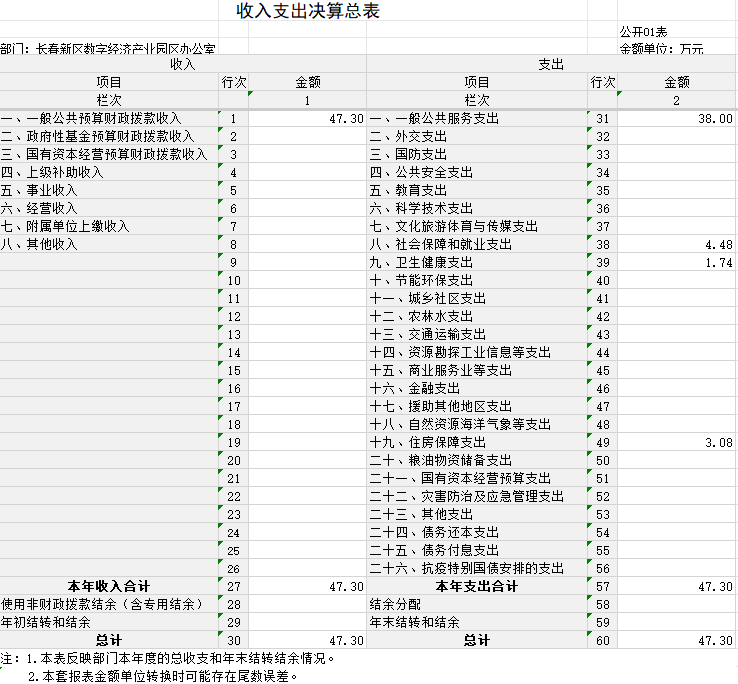 收入支出决算总表
公开01表
部门：长春新区数字经济产业园区办公室 金额单位：万元
收入 支出
项目 行次 金额 项目 行次 金额
栏次 1 栏次 2
一、一般公共预算财政拨款收入 1 47.30 一、一般公共服务支出 31 38.00
二、政府性基金预算财政拨款收入 2 二、外交支出 32
三、国有资本经营预算财政拨款收入 3 三、国防支出 33
四、上级补助收入 4 四、公共安全支出 34
五、事业收入 5 五、教育支出 35
六、经营收入 6 六、科学技术支出 36
七、附属单位上缴收入 7 七、文化旅游体育与传媒支出 37
八、其他收入 8 八、社会保障和就业支出 38 4.48
9 九、卫生健康支出 39 1.74
10 十、节能环保支出 40
11 十一、城乡社区支出 41
12 十二、农林水支出 42
13 十三、交通运输支出 43
14 十四、资源勘探工业信息等支出 44
15 十五、商业服务业等支出 45
16 十六、金融支出 46
17 十七、援助其他地区支出 47
18 十八、自然资源海洋气象等支出 48
19 十九、住房保障支出 49 3.08
20 二十、粮油物资储备支出 50
21 二十一、国有资本经营预算支出 51
22 二十二、灾害防治及应急管理支出 52
23 二十三、其他支出 53
24 二十四、债务还本支出 54
25 二十五、债务付息支出 55
26 二十六、抗疫特别国债安排的支出 56
本年收入合计 27 47.30 本年支出合计 57 47.30
使用非财政拨款结余（含专用结余） 28 结余分配 58
年初结转和结余 29 年末结转和结余 59
总计 30 47.30 总计 60 47.30
注：1.本表反映部门本年度的总收支和年末结转结余情况。
2.本套报表金额单位转换时可能存在尾数误差。